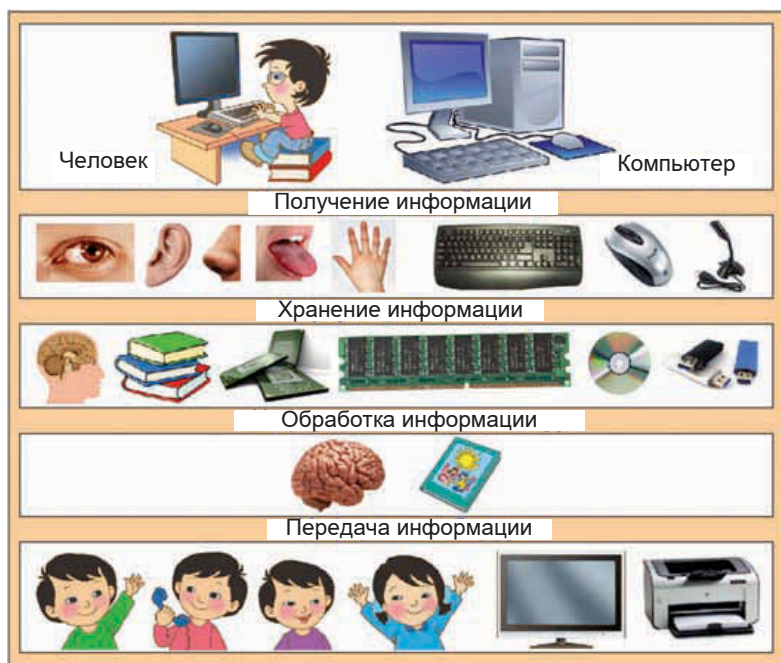 Человек
Компьютер
Получение информации
Хранение информации
Обработка информации
Передача информации